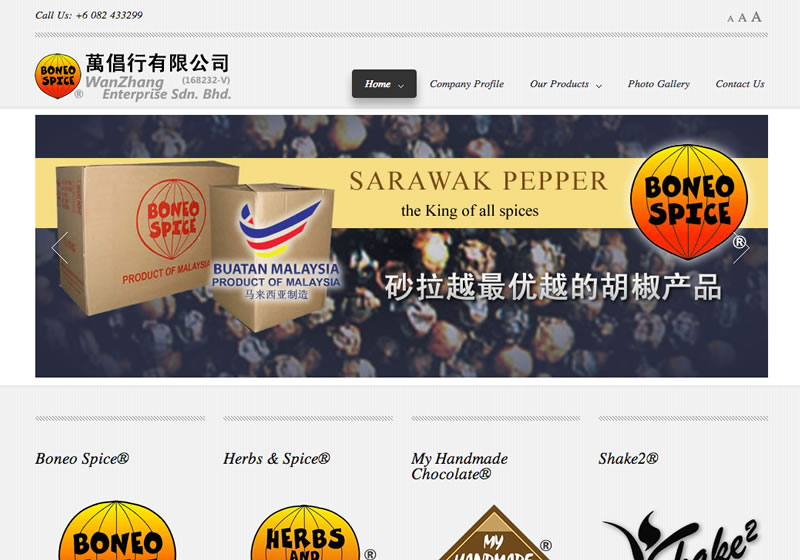 Call Us: +6 082 433299
A A A
BONEO
SPICE
®
萬倡行有限公司
WanZhang (168232-V)
Enterprise Sdn. Bhd.
Home
Company Profile
Our Products
Photo Gallery
Contact Us
SARAWAK PEPPER
the King of all spices
BONEO
SPICE
®
BONEO
SPICE
PRODUCT OF MALAYSIA
BUATAN MALAYSIA
PRODUCT OF MALAYSIA
马来西亚制造
砂拉越最优越的胡椒产品
Boneo Spice®
Herbs & Spice®
My Handmade
Chocolate®
Shake2®
BONEO
HERBS
AND
®
MY
HANDMADE
®
Shake2